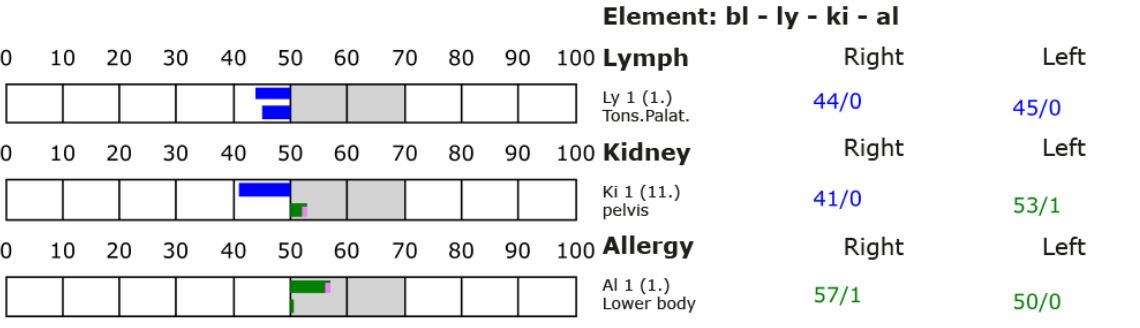 Element: bl - ly - ki - al
0 10 20 30 40 50 60 70 80 90 100 Lymph Right Left
Ly 1 (1.) 44/0 45/0
Tons.Palat.
0 10 20 30 40 50 60 70 80 90 100 Kidney Right Left
Ki 1 (11.) 41/0 53/1
pelvis
0 10 20 30 40 50 60 70 80 90 100 Allergy Right Left
Al 1 (1.) 57/1 50/0
Lower body